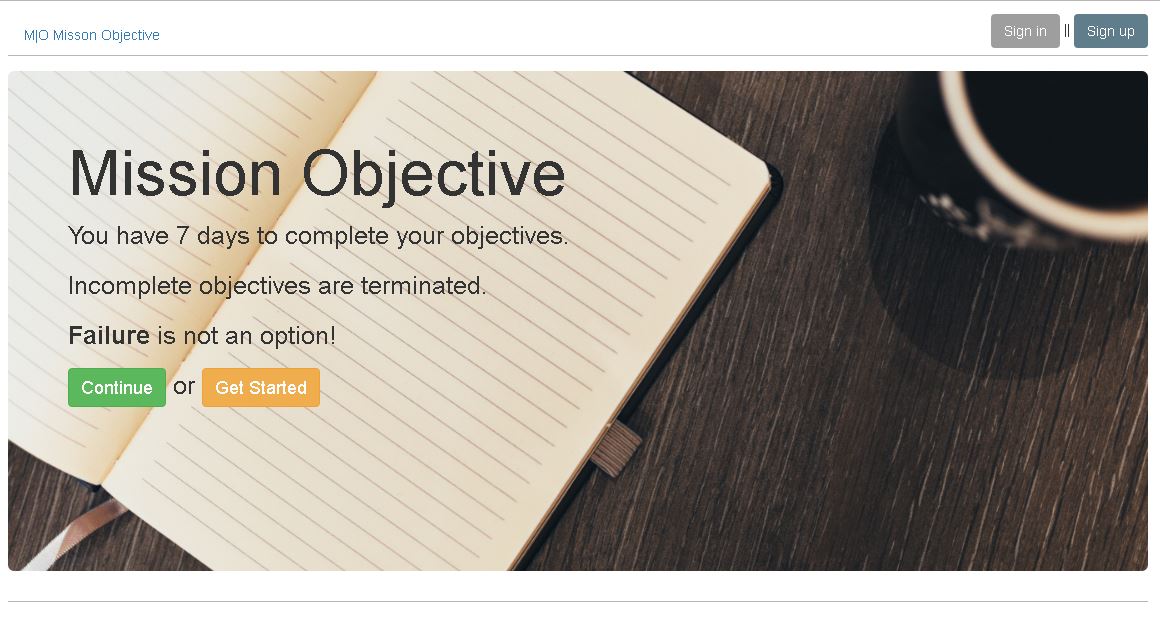 M|O Misson Objective
Sign in || Sign up
Mission Objective
You have 7 days to complete your objectives.
Incomplete objectives are terminated.
Failure is not an option!
Continue or Get Started